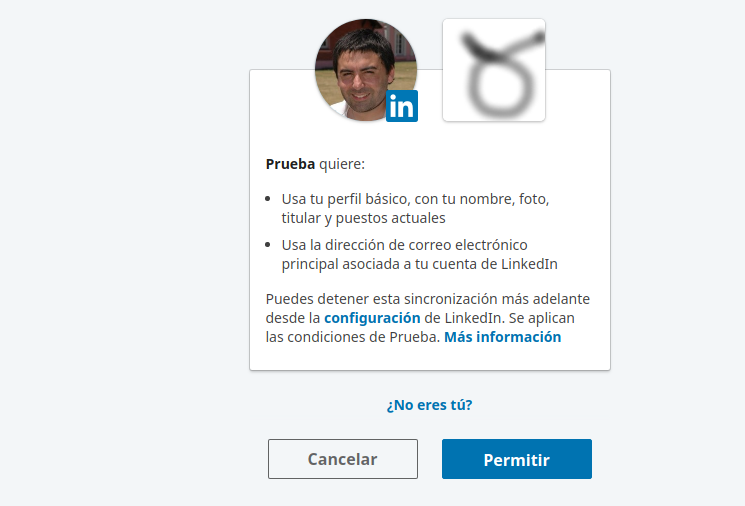 in
Prueba quiere:
• Usa tu perfil básico, con tu nombre, foto,
titular y puestos actuales
• Usa la dirección de correo electrónico
principal asociada a tu cuenta de LinkedIn
Puedes detener esta sincronización más adelante
desde la configuración de LinkedIn. Se aplican
las condiciones de Prueba. Más información
¿No eres tú?
Cancelar
Permitir